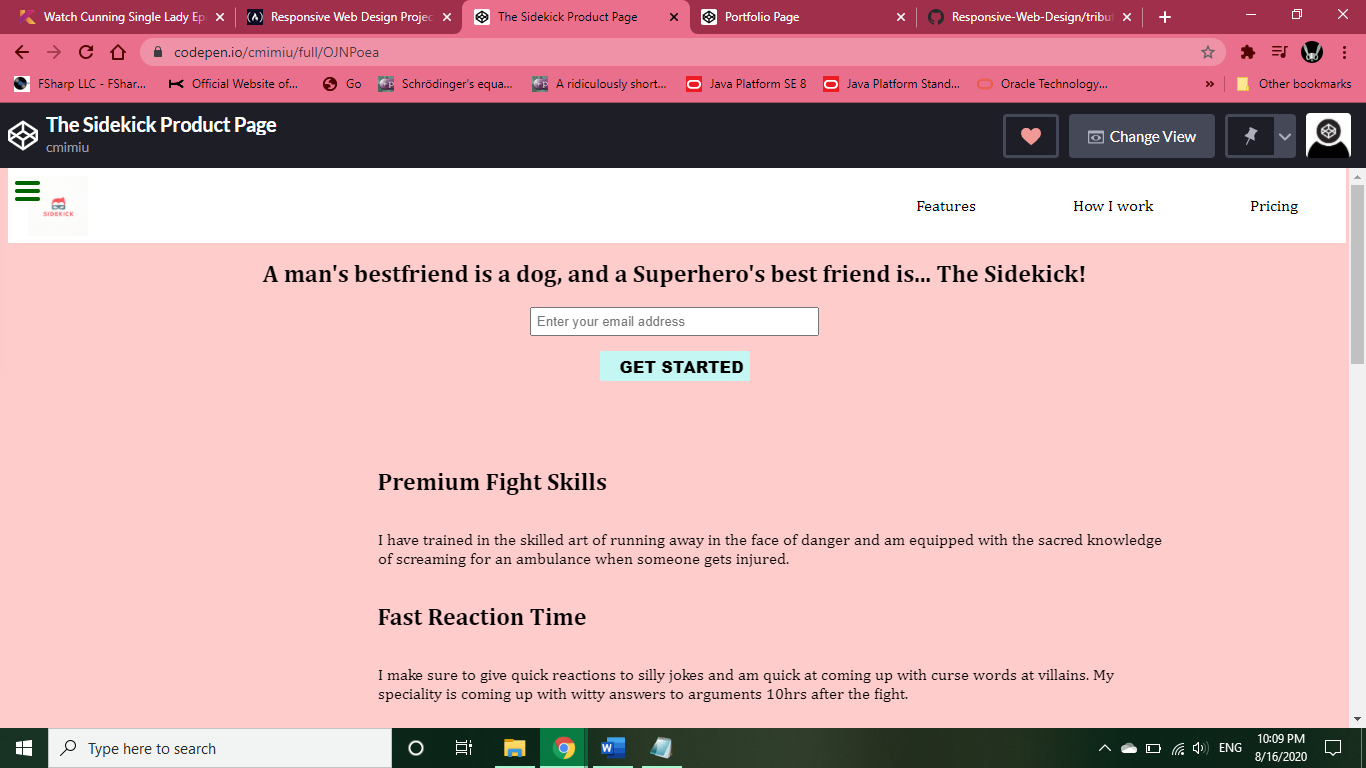 Watch Cunning Single Lady Epi
Responsive Web Design Projec
The Sidekick Product Page
Portfolio Page
Responsive-Web-Design/tribut
codepen.io/cmimiu/full/OJNPoea
FSharp LLC - FShar...
Official Website of...
Go
Schrödinger's equa...
A ridiculously short...
Java Platform SE 8
Java Platform Stand...
Oracle Technology...
»
Other bookmarks
The Sidekick Product Page
cmimiu
Change View
SIDEKICK
Features
How I work
Pricing
A man's bestfriend is a dog, and a Superhero's best friend is... The Sidekick!
Enter your email address
GET STARTED
Premium Fight Skills
I have trained in the skilled art of running away in the face of danger and am equipped with the sacred knowledge
of screaming for an ambulance when someone gets injured.
Fast Reaction Time
I make sure to give quick reactions to silly jokes and am quick at coming up with curse words at villains. My
speciality is coming up with witty answers to arguments 10hrs after the fight.
Type here to search
ENG
10:09 PM
8/16/2020